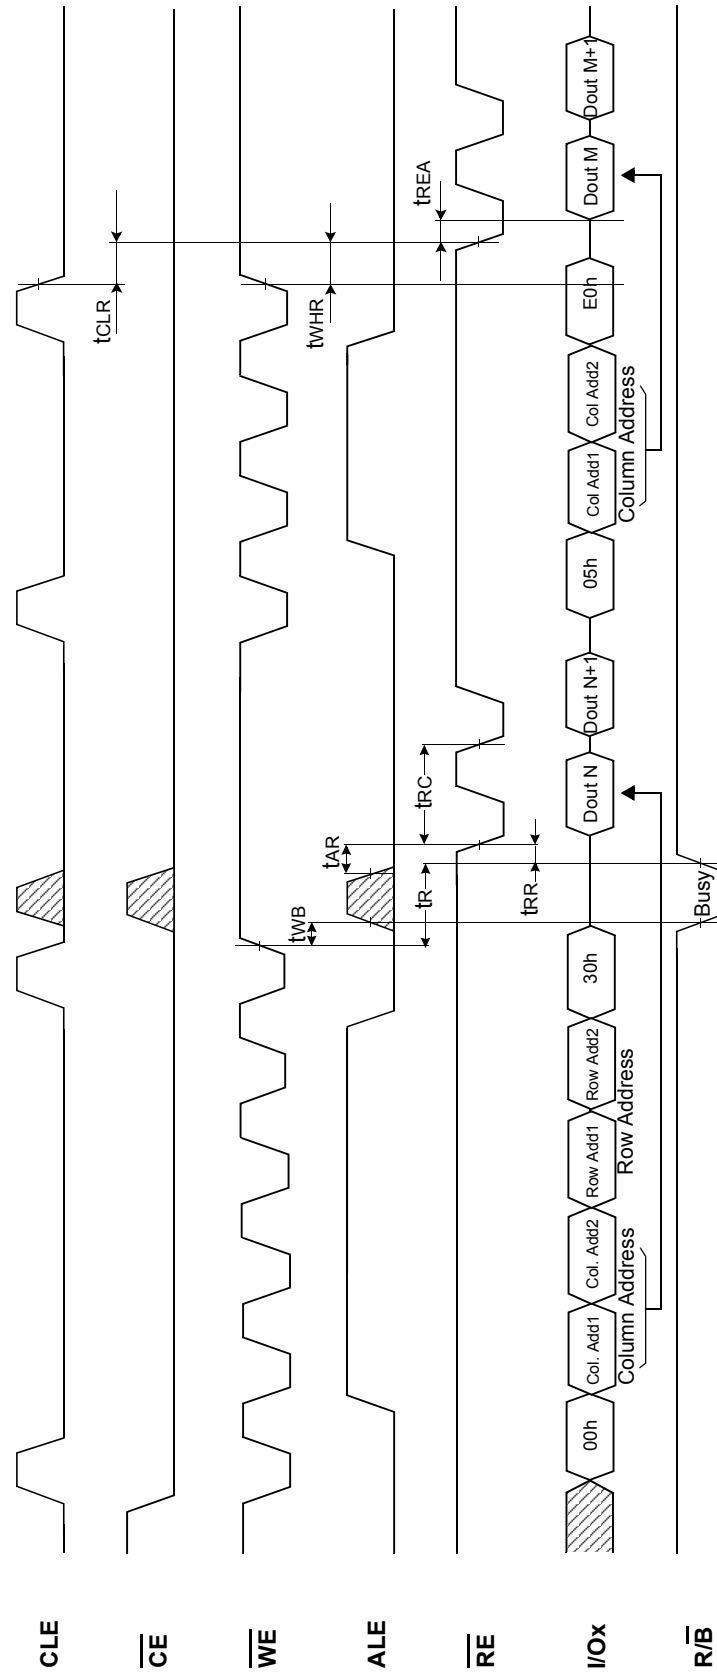 CLE
CE
WE
ALE
RE
I/Ox
R/B
tCLR
tWHR
tREA
tWB
tAR
tR
tRC
tRR
00h
Col. Add1
Col. Add2
Row Add1
Row Add2
30h
Dout N
Dout N+1
05h
Col Add1
Col Add2
E0h
Dout M
Dout M+1
Column Address
Row Address
Column Address
Busy